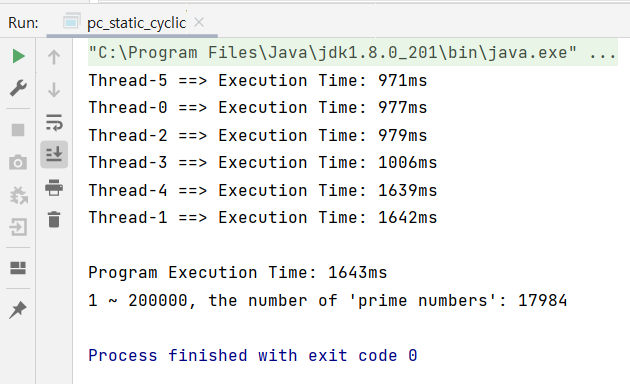 Run: pc_static_cyclic
"C:\Program Files\Java\jdk1.8.0_201\bin\java.exe" ...
Thread-5 ==> Execution Time: 971ms
Thread-0 ==> Execution Time: 977ms
Thread-2 ==> Execution Time: 979ms
Thread-3 ==> Execution Time: 1006ms
Thread-4 ==> Execution Time: 1639ms
Thread-1 ==> Execution Time: 1642ms
Program Execution Time: 1643ms
1 ~ 200000, the number of 'prime numbers': 17984
Process finished with exit code 0